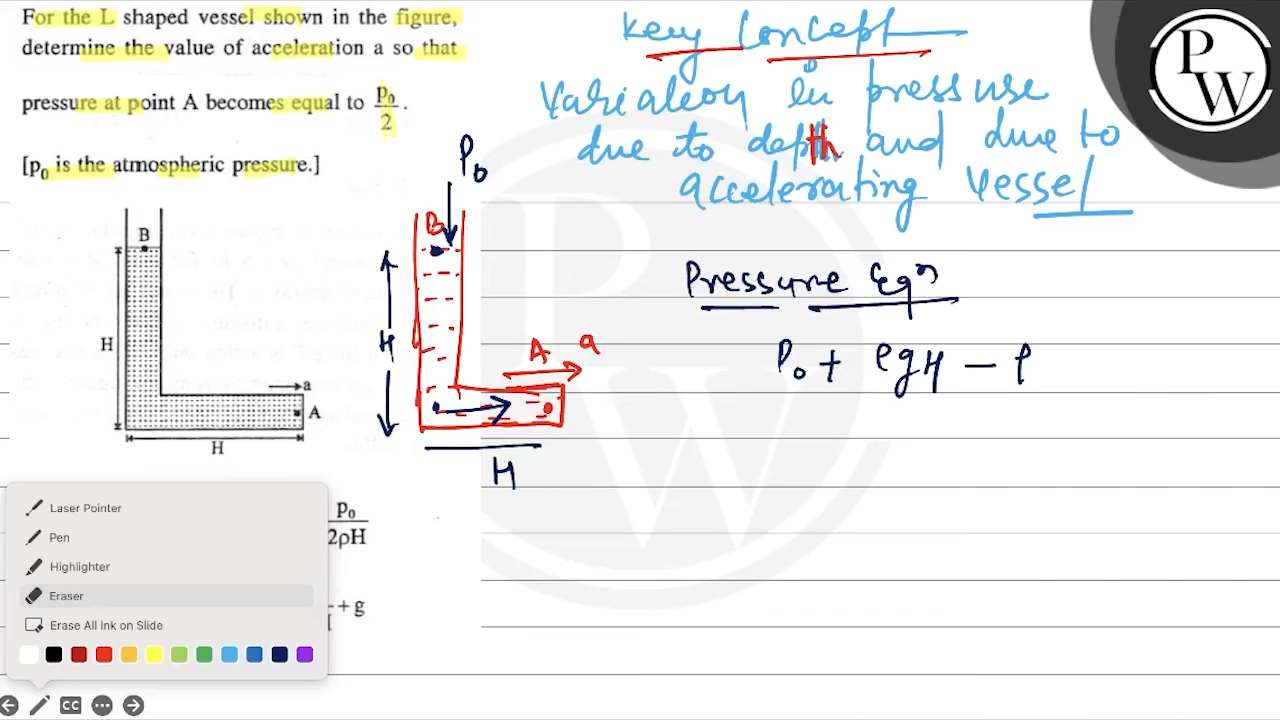 For the L shaped vessel shown in the figure,
determine the value of acceleration a so that
pressure at point A becomes equal to p₀/2.
[p₀ is the atmospheric pressure.]
B
H
a
A
H
p₀
2ρH
+ g
Key Concept
Variation in pressure
due to depth and due to
accelerating vessel
PW
P₀
B
H
A a
H
Pressure Eqⁿ
P₀ + ρgH − ρ
Laser Pointer
Pen
Highlighter
Eraser
Erase All Ink on Slide
CC
PW